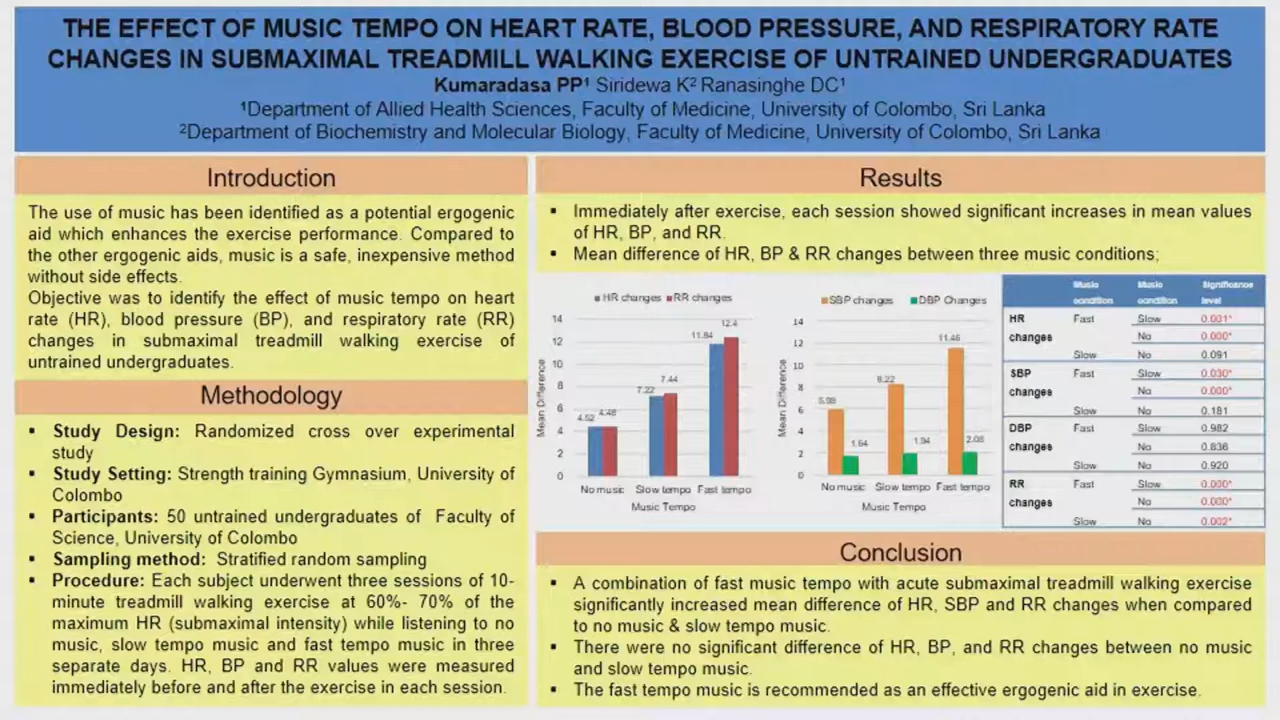 THE EFFECT OF MUSIC TEMPO ON HEART RATE, BLOOD PRESSURE, AND RESPIRATORY RATE
CHANGES IN SUBMAXIMAL TREADMILL WALKING EXERCISE OF UNTRAINED UNDERGRADUATES
Kumaradasa PP¹ Siridewa K² Ranasinghe DC¹
¹Department of Allied Health Sciences, Faculty of Medicine, University of Colombo, Sri Lanka
²Department of Biochemistry and Molecular Biology, Faculty of Medicine, University of Colombo, Sri Lanka
Introduction
The use of music has been identified as a potential ergogenic
aid which enhances the exercise performance. Compared to
the other ergogenic aids, music is a safe, inexpensive method
without side effects.
Objective was to identify the effect of music tempo on heart
rate (HR), blood pressure (BP), and respiratory rate (RR)
changes in submaximal treadmill walking exercise of
untrained undergraduates.
Methodology
▪ Study Design: Randomized cross over experimental
study
▪ Study Setting: Strength training Gymnasium, University of
Colombo
▪ Participants: 50 untrained undergraduates of Faculty of
Science, University of Colombo
▪ Sampling method: Stratified random sampling
▪ Procedure: Each subject underwent three sessions of 10-
minute treadmill walking exercise at 60%- 70% of the
maximum HR (submaximal intensity) while listening to no
music, slow tempo music and fast tempo music in three
separate days. HR, BP and RR values were measured
immediately before and after the exercise in each session.
Results
▪ Immediately after exercise, each session showed significant increases in mean values
of HR, BP, and RR.
▪ Mean difference of HR, BP & RR changes between three music conditions;
HR changes RR changes
14
12
10
8
6
4
2
0
Mean Difference
4.52 4.48
7.22 7.44
11.84 12.4
No music Slow tempo Fast tempo
Music Tempo
SBP changes DBP Changes
14
12
10
8
6
4
2
0
Mean Difference
1.64
8.22 1.94
11.46 2.08
No music Slow tempo Fast tempo
Music Tempo
Music condition Music condition Significance level
HR changes Fast Slow 0.001*
No 0.000*
Slow No 0.091
SBP changes Fast Slow 0.030*
No 0.000*
Slow No 0.181
DBP changes Fast Slow 0.982
No 0.836
Slow No 0.920
RR changes Fast Slow 0.000*
No 0.000*
Slow No 0.002*
Conclusion
▪ A combination of fast music tempo with acute submaximal treadmill walking exercise
significantly increased mean difference of HR, SBP and RR changes when compared
to no music & slow tempo music.
▪ There were no significant difference of HR, BP, and RR changes between no music
and slow tempo music.
▪ The fast tempo music is recommended as an effective ergogenic aid in exercise.